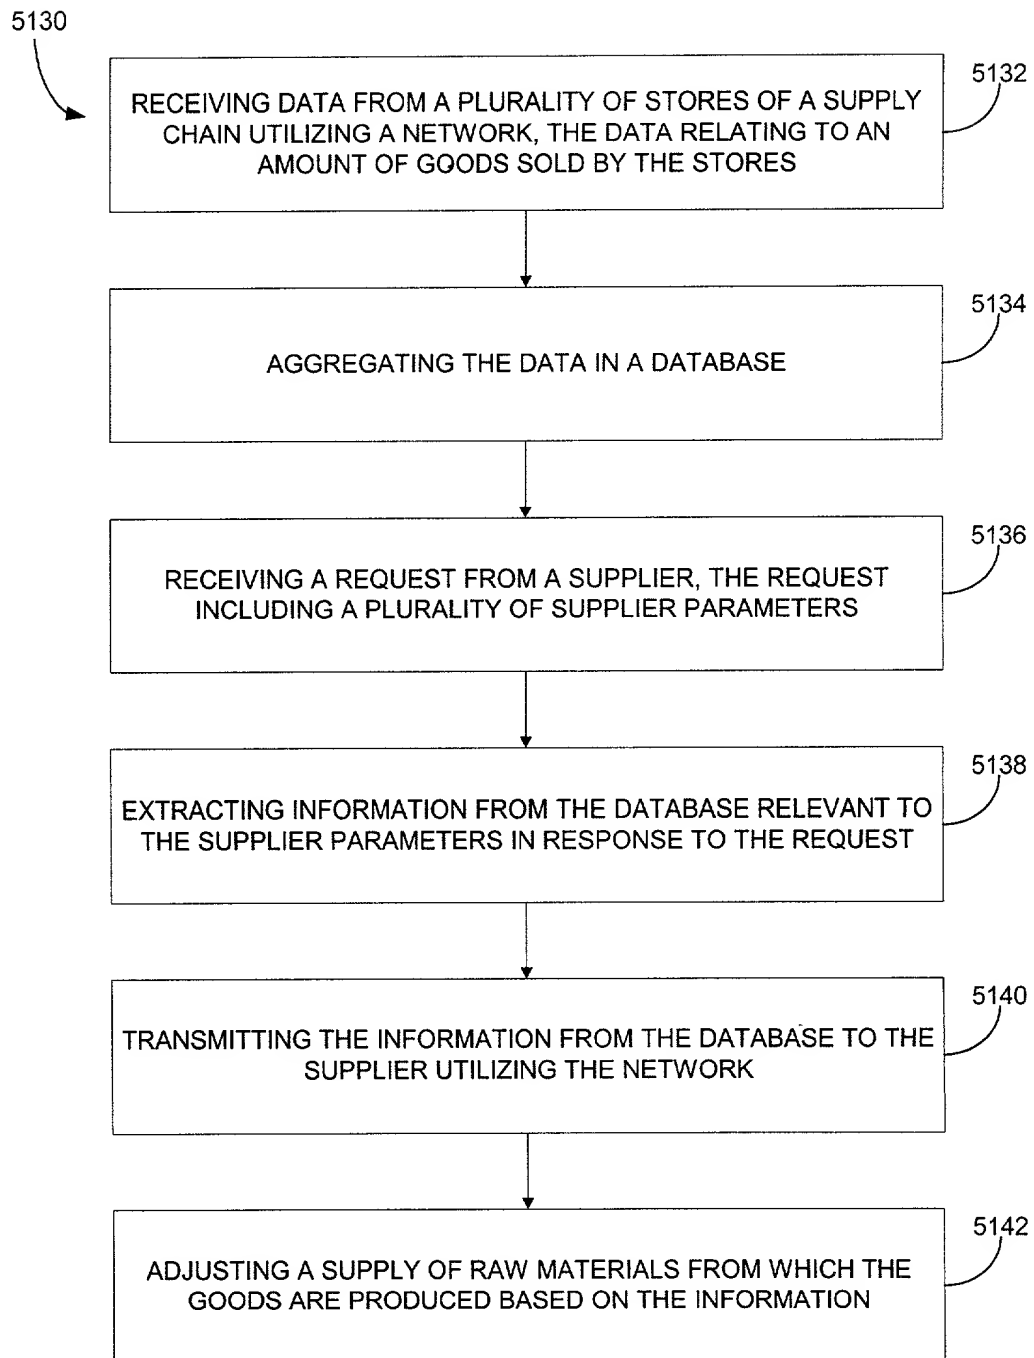 5130
5132
RECEIVING DATA FROM A PLURALITY OF STORES OF A SUPPLY
CHAIN UTILIZING A NETWORK, THE DATA RELATING TO AN
AMOUNT OF GOODS SOLD BY THE STORES
5134
AGGREGATING THE DATA IN A DATABASE
5136
RECEIVING A REQUEST FROM A SUPPLIER, THE REQUEST
INCLUDING A PLURALITY OF SUPPLIER PARAMETERS
5138
EXTRACTING INFORMATION FROM THE DATABASE RELEVANT TO
THE SUPPLIER PARAMETERS IN RESPONSE TO THE REQUEST
5140
TRANSMITTING THE INFORMATION FROM THE DATABASE TO THE
SUPPLIER UTILIZING THE NETWORK
5142
ADJUSTING A SUPPLY OF RAW MATERIALS FROM WHICH THE
GOODS ARE PRODUCED BASED ON THE INFORMATION